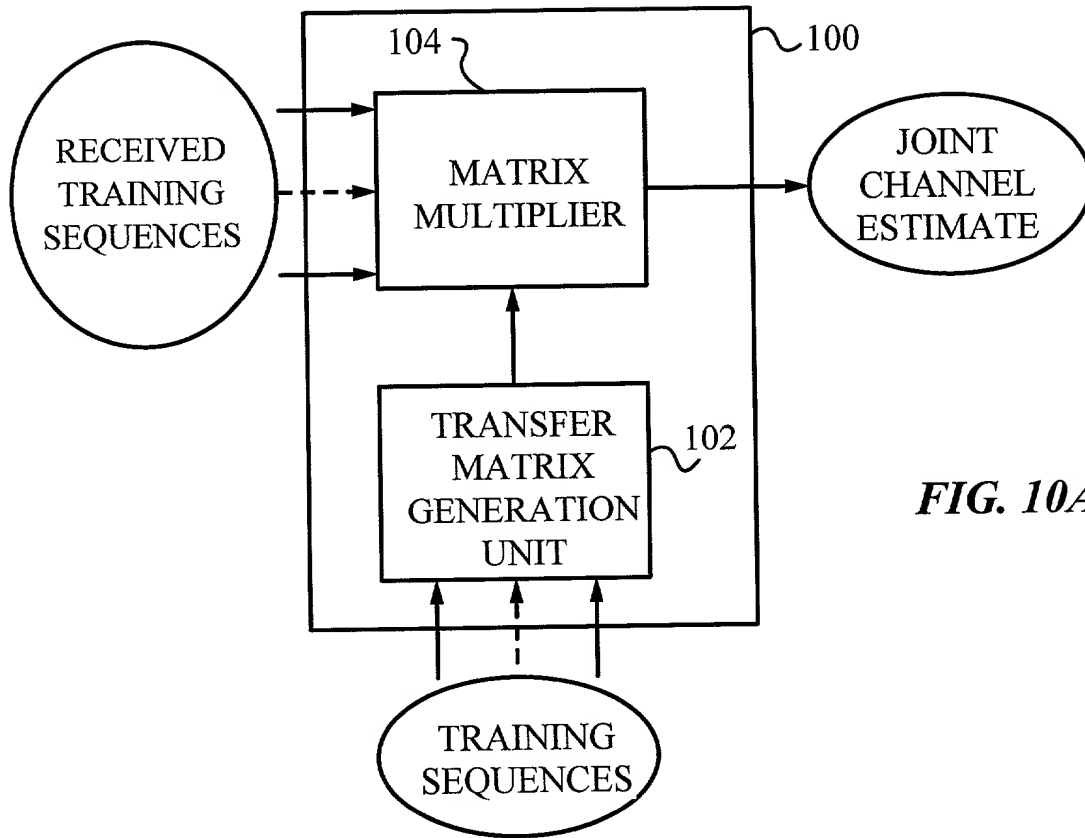 104
100
RECEIVED
TRAINING
SEQUENCES
MATRIX
MULTIPLIER
JOINT
CHANNEL
ESTIMATE
TRANSFER
MATRIX
GENERATION
UNIT
102
FIG. 10A
TRAINING
SEQUENCES